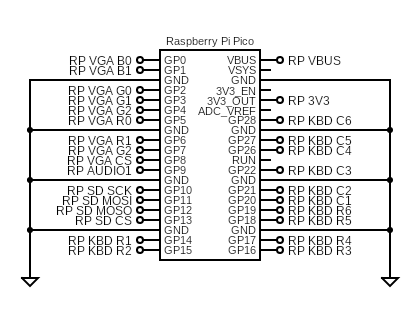 Raspberry Pi Pico
RP VGA B0 GP0 VBUS RP VBUS
RP VGA B1 GP1 VSYS
GND GND
RP VGA G0 GP2 3V3_EN
RP VGA G1 GP3 3V3_OUT RP 3V3
RP VGA G2 GP4 ADC_VREF
RP VGA R0 GP5 GP28 RP KBD C6
GND GND
RP VGA R1 GP6 GP27 RP KBD C5
RP VGA G2 GP7 GP26 RP KBD C4
RP VGA CS GP8 RUN
RP AUDIO1 GP9 GP22 RP KBD C3
GND GND
RP SD SCK GP10 GP21 RP KBD C2
RP SD MOSI GP11 GP20 RP KBD C1
RP SD MOSO GP12 GP19 RP KBD R6
RP SD CS GP13 GP18 RP KBD R5
GND GND
RP KBD R1 GP14 GP17 RP KBD R4
RP KBD R2 GP15 GP16 RP KBD R3